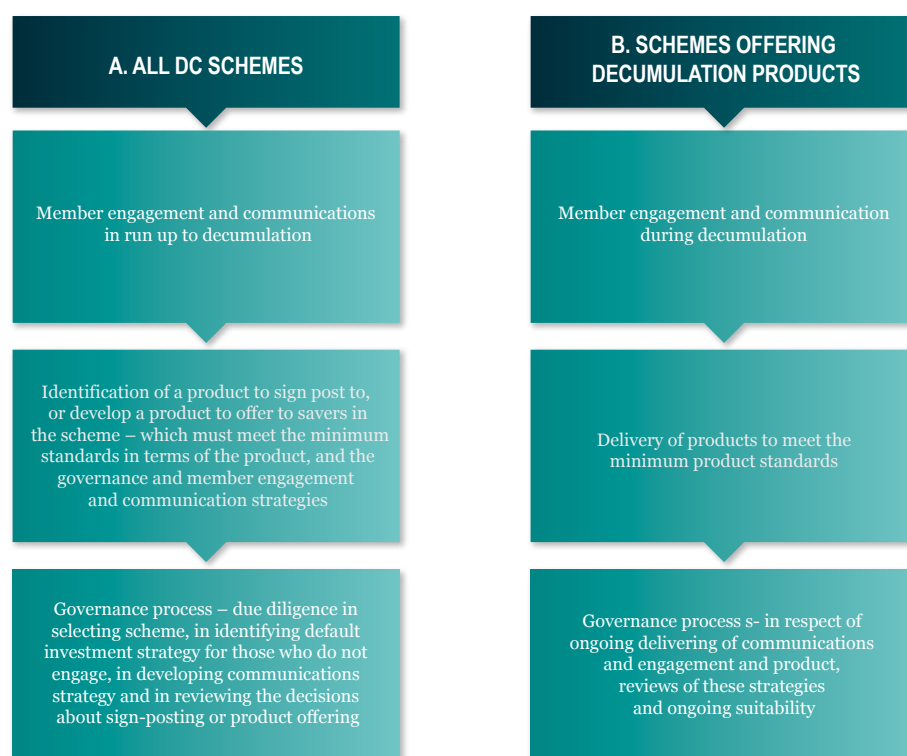 A. ALL DC SCHEMES
Member engagement and communications
in run up to decumulation
Identification of a product to sign post to,
or develop a product to offer to savers in
the scheme – which must meet the minimum
standards in terms of the product, and the
governance and member engagement
and communication strategies
Governance process – due diligence in
selecting scheme, in identifying default
investment strategy for those who do not
engage, in developing communications
strategy and in reviewing the decisions
about sign-posting or product offering
B. SCHEMES OFFERING
DECUMULATION PRODUCTS
Member engagement and communication
during decumulation
Delivery of products to meet the
minimum product standards
Governance process s- in respect of
ongoing delivering of communications
and engagement and product,
reviews of these strategies
and ongoing suitability